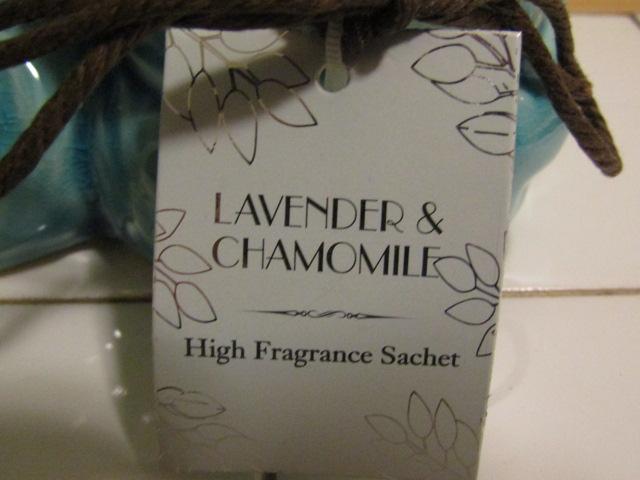 LAVENDER &
CHAMOMILE
High Fragrance Sachet